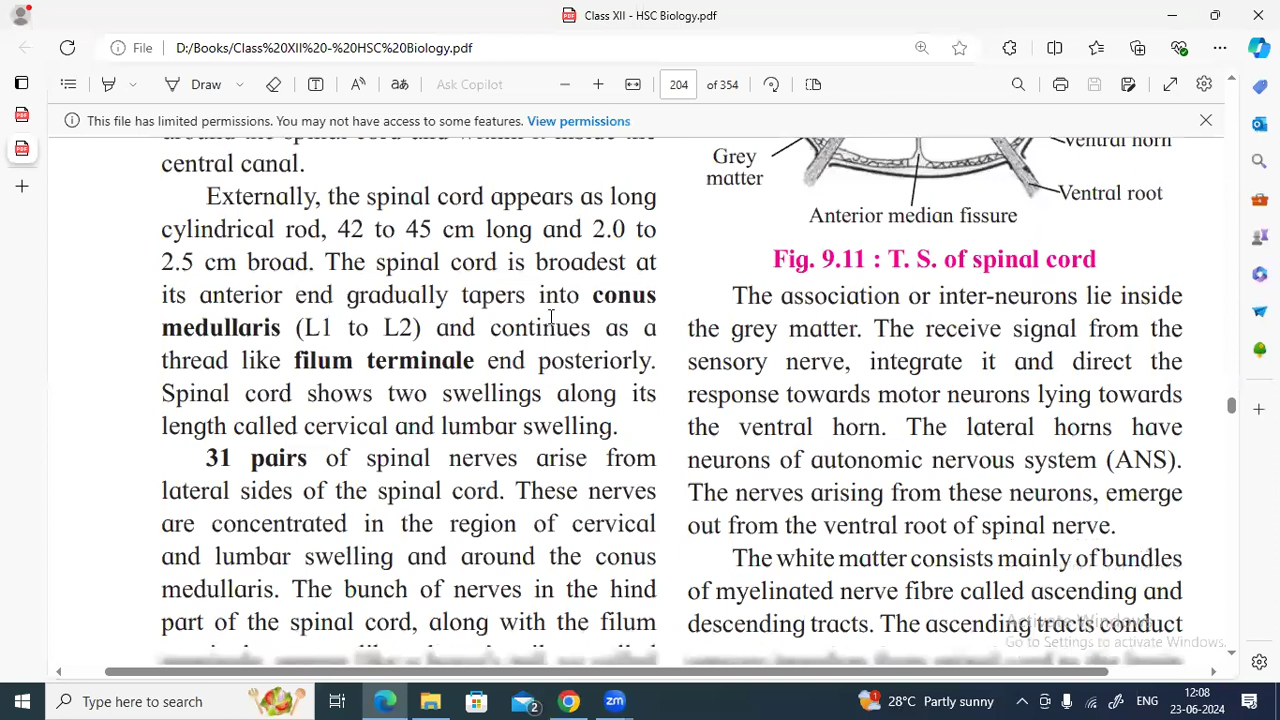 Class XII - HSC Biology.pdf
File
D:/Books/Class%20XII%20-%20HSC%20Biology.pdf
Draw
Ask Copilot
204 of 354
This file has limited permissions. You may not have access to some features. View permissions
around the spinal cord and within it inside the
central canal.
Externally, the spinal cord appears as long
cylindrical rod, 42 to 45 cm long and 2.0 to
2.5 cm broad. The spinal cord is broadest at
its anterior end gradually tapers into conus
medullaris (L1 to L2) and continues as a
thread like filum terminale end posteriorly.
Spinal cord shows two swellings along its
length called cervical and lumbar swelling.
31 pairs of spinal nerves arise from
lateral sides of the spinal cord. These nerves
are concentrated in the region of cervical
and lumbar swelling and around the conus
medullaris. The bunch of nerves in the hind
part of the spinal cord, along with the filum
Grey
matter
Ventral horn
Ventral root
Anterior median fissure
Fig. 9.11 : T. S. of spinal cord
The association or inter-neurons lie inside
the grey matter. The receive signal from the
sensory nerve, integrate it and direct the
response towards motor neurons lying towards
the ventral horn. The lateral horns have
neurons of autonomic nervous system (ANS).
The nerves arising from these neurons, emerge
out from the ventral root of spinal nerve.
The white matter consists mainly of bundles
of myelinated nerve fibre called ascending and
descending tracts. The ascending tracts conduct
Activate Windows
Go to Settings to activate Windows.
Type here to search
2
1
28°C Partly sunny
ENG
12:08
23-06-2024